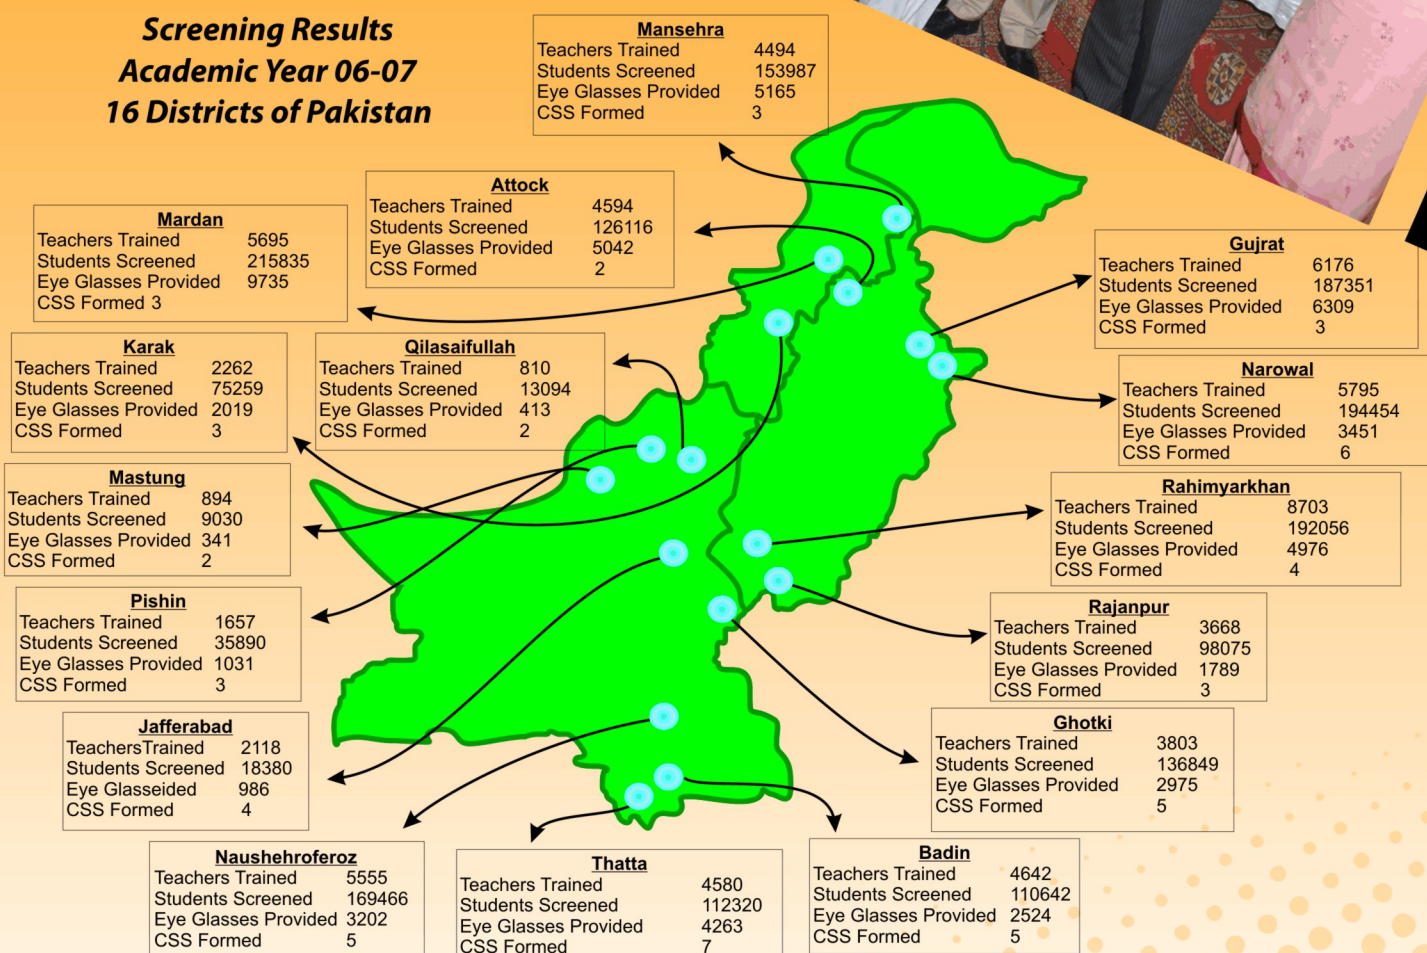 Screening Results
Academic Year 06-07
16 Districts of Pakistan
Mansehra
Teachers Trained 4494
Students Screened 153987
Eye Glasses Provided 5165
CSS Formed 3
Attock
Teachers Trained 4594
Students Screened 126116
Eye Glasses Provided 5042
CSS Formed 2
Mardan
Teachers Trained 5695
Students Screened 215835
Eye Glasses Provided 9735
CSS Formed 3
Gujrat
Teachers Trained 6176
Students Screened 187351
Eye Glasses Provided 6309
CSS Formed 3
Karak
Teachers Trained 2262
Students Screened 75259
Eye Glasses Provided 2019
CSS Formed 3
Qilasaifullah
Teachers Trained 810
Students Screened 13094
Eye Glasses Provided 413
CSS Formed 2
Narowal
Teachers Trained 5795
Students Screened 194454
Eye Glasses Provided 3451
CSS Formed 6
Mastung
Teachers Trained 894
Students Screened 9030
Eye Glasses Provided 341
CSS Formed 2
Rahimyarkhan
Teachers Trained 8703
Students Screened 192056
Eye Glasses Provided 4976
CSS Formed 4
Pishin
Teachers Trained 1657
Students Screened 35890
Eye Glasses Provided 1031
CSS Formed 3
Rajanpur
Teachers Trained 3668
Students Screened 98075
Eye Glasses Provided 1789
CSS Formed 3
Jafferabad
TeachersTrained 2118
Students Screened 18380
Eye Glasseided 986
CSS Formed 4
Ghotki
Teachers Trained 3803
Students Screened 136849
Eye Glasses Provided 2975
CSS Formed 5
Naushehroferoz
Teachers Trained 5555
Students Screened 169466
Eye Glasses Provided 3202
CSS Formed 5
Thatta
Teachers Trained 4580
Students Screened 112320
Eye Glasses Provided 4263
CSS Formed 7
Badin
Teachers Trained 4642
Students Screened 110642
Eye Glasses Provided 2524
CSS Formed 5